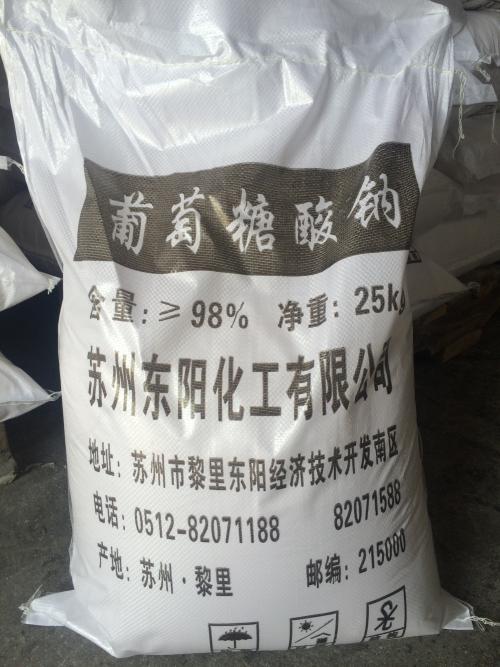 葡萄糖酸钠
含量：≥98% 净重：25kg
苏州东阳化工有限公司
地址：苏州市黎里东阳经济技术开发南区
电话：0512-82071188 82071588
产地：苏州·黎里 邮编：215000